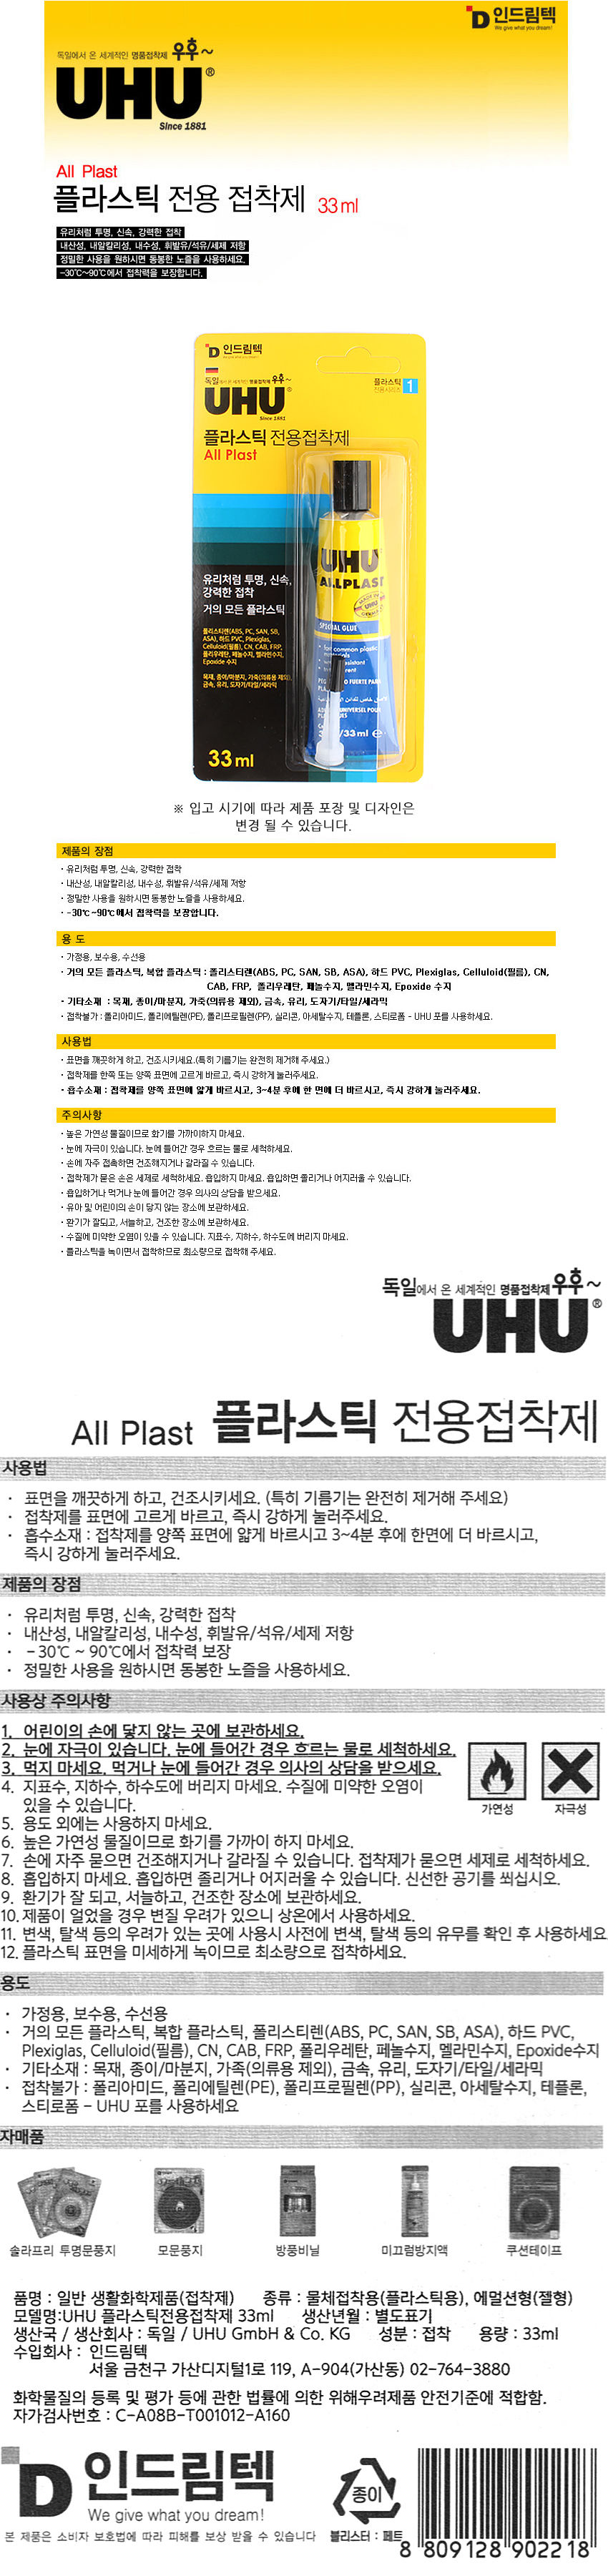 인드림텍
We give what you dream!
독일에서 온 세계적인 명품접착제 우후~
UHU®
Since 1881
All Plast
플라스틱 전용 접착제 33ml
유리처럼 투명, 신속, 강력한 접착
내산성, 내알칼리성, 내수성, 휘발유/석유/세제 저항
정밀한 사용을 원하시면 동봉한 노즐을 사용하세요.
-30℃~90℃에서 접착력을 보장합니다.
인드림텍
독일에서 온 세계적인 명품접착제 우후~
플라스틱
전용시리즈 1
UHU®
Since 1881
플라스틱 전용접착제
All Plast
유리처럼 투명, 신속,
강력한 접착
거의 모든 플라스틱
폴리스티렌(ABS, PC, SAN, SB,
ASA), 하드 PVC, Plexiglas,
Celluloid(필름), CN, CAB, FRP,
폴리우레탄, 페놀수지, 멜라민수지,
Epoxide 수지
목재, 종이/마분지, 가죽(의류용 제외),
금속, 유리, 도자기/타일/세라믹
33ml
UHU
ALLPLAST
SPECIAL GLUE
for common plastic
/33ml e
※ 입고 시기에 따라 제품 포장 및 디자인은
변경 될 수 있습니다.
제품의 장점
· 유리처럼 투명, 신속, 강력한 접착
· 내산성, 내알칼리성, 내수성, 휘발유/석유/세제 저항
· 정밀한 사용을 원하시면 동봉한 노즐을 사용하세요.
· -30℃~90℃에서 접착력을 보장합니다.
용 도
· 가정용, 보수용, 수선용
· 거의 모든 플라스틱, 복합 플라스틱 : 폴리스티렌(ABS, PC, SAN, SB, ASA), 하드 PVC, Plexiglas, Celluloid(필름), CN,
CAB, FRP, 폴리우레탄, 페놀수지, 멜라민수지, Epoxide 수지
· 기타소재 : 목재, 종이/마분지, 가죽(의류용 제외), 금속, 유리, 도자기/타일/세라믹
· 접착불가 : 폴리아미드, 폴리에틸렌(PE), 폴리프로필렌(PP), 실리콘, 아세탈수지, 테플론, 스티로폼 - UHU 포를 사용하세요.
사용법
· 표면을 깨끗하게 하고, 건조시키세요.(특히 기름기는 완전히 제거해 주세요.)
· 접착제를 한쪽 또는 양쪽 표면에 고르게 바르고, 즉시 강하게 눌러주세요.
· 흡수소재 : 접착제를 양쪽 표면에 얇게 바르시고, 3~4분 후에 한 면에 더 바르시고, 즉시 강하게 눌러주세요.
주의사항
· 높은 가연성 물질이므로 화기를 가까이하지 마세요.
· 눈에 자극이 있습니다. 눈에 들어간 경우 흐르는 물로 세척하세요.
· 손에 자주 접촉하면 건조해지거나 갈라질 수 있습니다.
· 접착제가 묻은 손은 세제로 세척하세요. 흡입하지 마세요. 흡입하면 졸리거나 어지러울 수 있습니다.
· 흡입하거나 먹거나 눈에 들어간 경우 의사의 상담을 받으세요.
· 유아 및 어린이의 손이 닿지 않는 장소에 보관하세요.
· 환기가 잘되고, 서늘하고, 건조한 장소에 보관하세요.
· 수질에 미약한 오염이 있을 수 있습니다. 지표수, 지하수, 하수도에 버리지 마세요.
· 플라스틱을 녹이면서 접착하므로 최소량으로 접착해 주세요.
독일에서 온 세계적인 명품접착제 우후~
UHU®
All Plast 플라스틱 전용접착제
사용법
· 표면을 깨끗하게 하고, 건조시키세요. (특히 기름기는 완전히 제거해 주세요)
· 접착제를 표면에 고르게 바르고, 즉시 강하게 눌러주세요.
· 흡수소재 : 접착제를 양쪽 표면에 얇게 바르시고 3~4분 후에 한면에 더 바르시고,
즉시 강하게 눌러주세요.
제품의 장점
· 유리처럼 투명, 신속, 강력한 접착
· 내산성, 내알칼리성, 내수성, 휘발유/석유/세제 저항
· -30℃ ~ 90℃에서 접착력 보장
· 정밀한 사용을 원하시면 동봉한 노즐을 사용하세요.
사용상 주의사항
1. 어린이의 손에 닿지 않는 곳에 보관하세요.
2. 눈에 자극이 있습니다. 눈에 들어간 경우 흐르는 물로 세척하세요.
3. 먹지 마세요. 먹거나 눈에 들어간 경우 의사의 상담을 받으세요.
4. 지표수, 지하수, 하수도에 버리지 마세요. 수질에 미약한 오염이
있을 수 있습니다.
가연성 자극성
5. 용도 외에는 사용하지 마세요.
6. 높은 가연성 물질이므로 화기를 가까이 하지 마세요.
7. 손에 자주 묻으면 건조해지거나 갈라질 수 있습니다. 접착제가 묻으면 세제로 세척하세요.
8. 흡입하지 마세요. 흡입하면 졸리거나 어지러울 수 있습니다. 신선한 공기를 쐬십시오.
9. 환기가 잘 되고, 서늘하고, 건조한 장소에 보관하세요.
10. 제품이 얼었을 경우 변질 우려가 있으니 상온에서 사용하세요.
11. 변색, 탈색 등의 우려가 있는 곳에 사용시 사전에 변색, 탈색 등의 유무를 확인 후 사용하세요
12. 플라스틱 표면을 미세하게 녹이므로 최소량으로 접착하세요.
용도
· 가정용, 보수용, 수선용
· 거의 모든 플라스틱, 복합 플라스틱, 폴리스티렌(ABS, PC, SAN, SB, ASA), 하드 PVC,
Plexiglas, Celluloid(필름), CN, CAB, FRP, 폴리우레탄, 페놀수지, 멜라민수지, Epoxide수지
· 기타소재 : 목재, 종이/마분지, 가죽(의류용 제외), 금속, 유리, 도자기/타일/세라믹
· 접착불가 : 폴리아미드, 폴리에틸렌(PE), 폴리프로필렌(PP), 실리콘, 아세탈수지, 테플론,
스티로폼 - UHU 포를 사용하세요
자매품
솔라프리 투명문풍지 모문풍지 방풍비닐 미끄럼방지액 쿠션테이프
품명 : 일반 생활화학제품(접착제) 종류 : 물체접착용(플라스틱용), 에멀션형(젤형)
모델명:UHU 플라스틱전용접착제 33ml 생산년월 : 별도표기
생산국 / 생산회사 : 독일 / UHU GmbH & Co. KG 성분 : 접착 용량 : 33ml
수입회사 : 인드림텍
서울 금천구 가산디지털1로 119, A-904(가산동) 02-764-3880
화학물질의 등록 및 평가 등에 관한 법률에 의한 위해우려제품 안전기준에 적합함.
자가검사번호 : C-A08B-T001012-A160
인드림텍
We give what you dream!
본 제품은 소비자 보호법에 따라 피해를 보상 받을 수 있습니다
종이
블리스터 : 페트
8 809128 902218